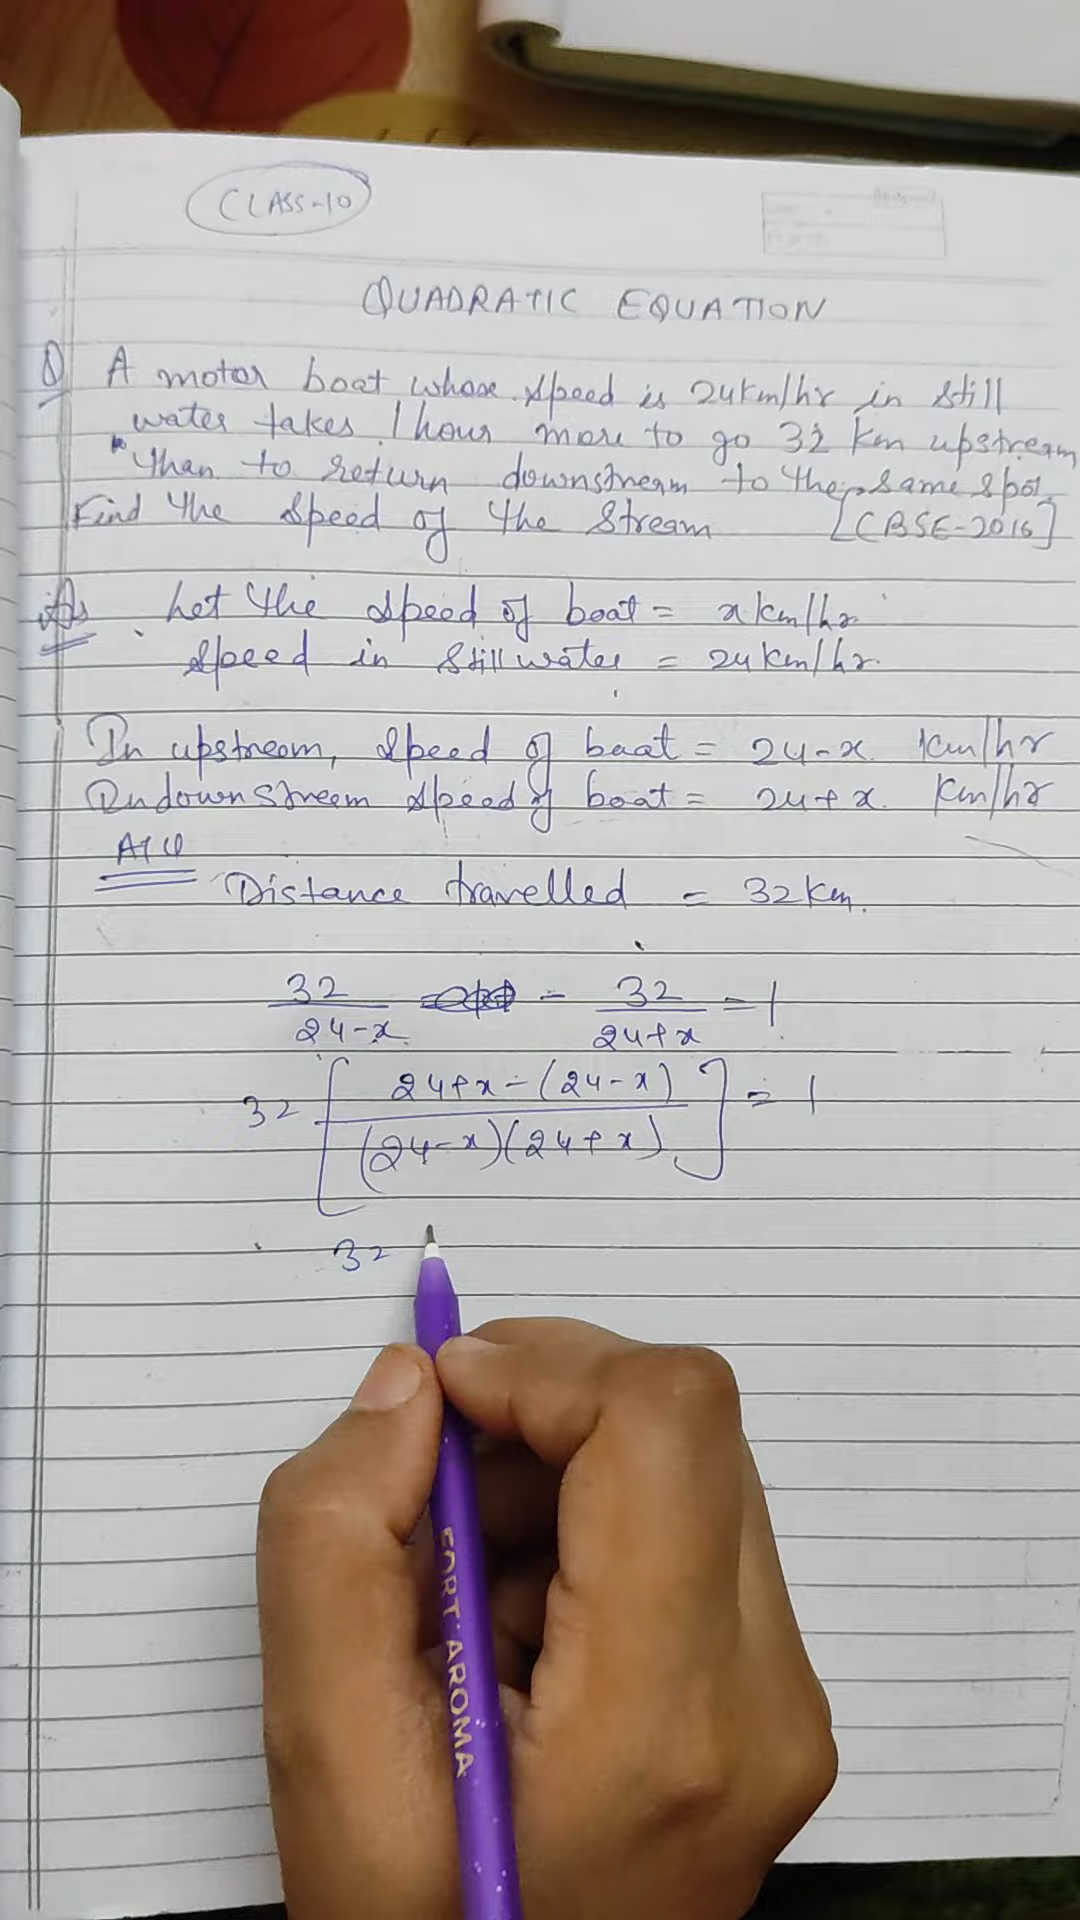 CLASS-10
QUADRATIC EQUATION
Q A motor boat whose speed is 24km/hr in still
water takes 1 hour more to go 32 km upstream
than to return downstream to the same spot.
Find the speed of the stream [CBSE-2016]
Let the speed of boat = x km/hr
Speed in still water = 24 km/hr.
In upstream, speed of boat = 24-x km/hr
In downstream speed of boat = 24+x km/hr
ATQ
Distance travelled = 32 km.
32/24-x - 32/24+x = 1
32 [24+x-(24-x)/(24-x)(24+x)] = 1
32
FORT AROMA